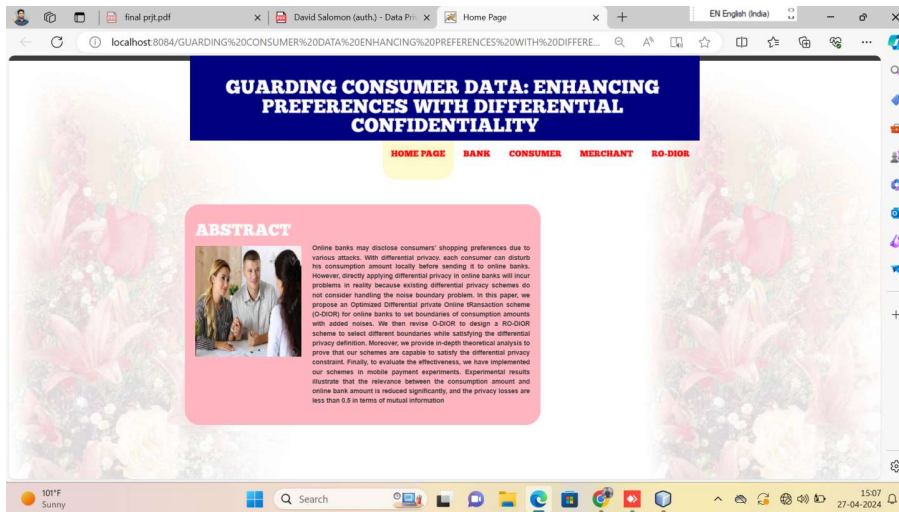 final prjt.pdf
David Salomon (auth.) - Data Pri
Home Page
EN English (India)
localhost:8084/GUARDING%20CONSUMER%20DATA%20ENHANCING%20PREFERENCES%20WITH%20DIFFERE...
GUARDING CONSUMER DATA: ENHANCING
PREFERENCES WITH DIFFERENTIAL
CONFIDENTIALITY
HOME PAGE BANK CONSUMER MERCHANT RO-DIOR
ABSTRACT
Online banks may disclose consumers' shopping preferences due to
various attacks. With differential privacy, each consumer can disturb
his consumption amount locally before sending it to online banks.
However, directly applying differential privacy in online banks will incur
problems in reality because existing differential privacy schemes do
not consider handling the noise boundary problem. In this paper, we
propose an Optimized Differential private Online tRansaction scheme
(O-DIOR) for online banks to set boundaries of consumption amounts
with added noises. We then revise O-DIOR to design a RO-DIOR
scheme to select different boundaries while satisfying the differential
privacy definition. Moreover, we provide in-depth theoretical analysis to
prove that our schemes are capable to satisfy the differential privacy
constraint. Finally, to evaluate the effectiveness, we have implemented
our schemes in mobile payment experiments. Experimental results
illustrate that the relevance between the consumption amount and
online bank amount is reduced significantly, and the privacy losses are
less than 0.5 in terms of mutual information
101°F
Sunny
Search
15:07
27-04-2024